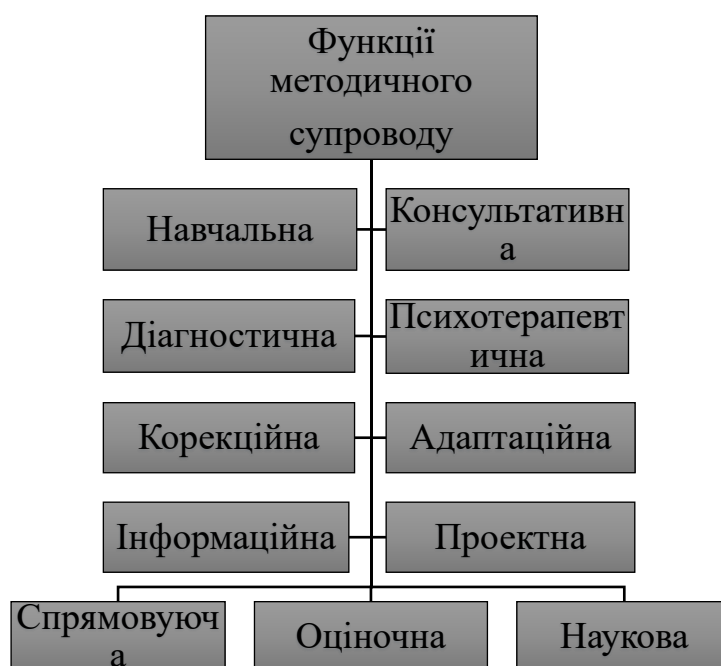 Функції
методичного
супроводу
Навчальна
Консультативн
а
Діагностична
Психотерапевт
ична
Корекційна
Адаптаційна
Інформаційна
Проектна
Спрямовуюч
а
Оціночна
Наукова